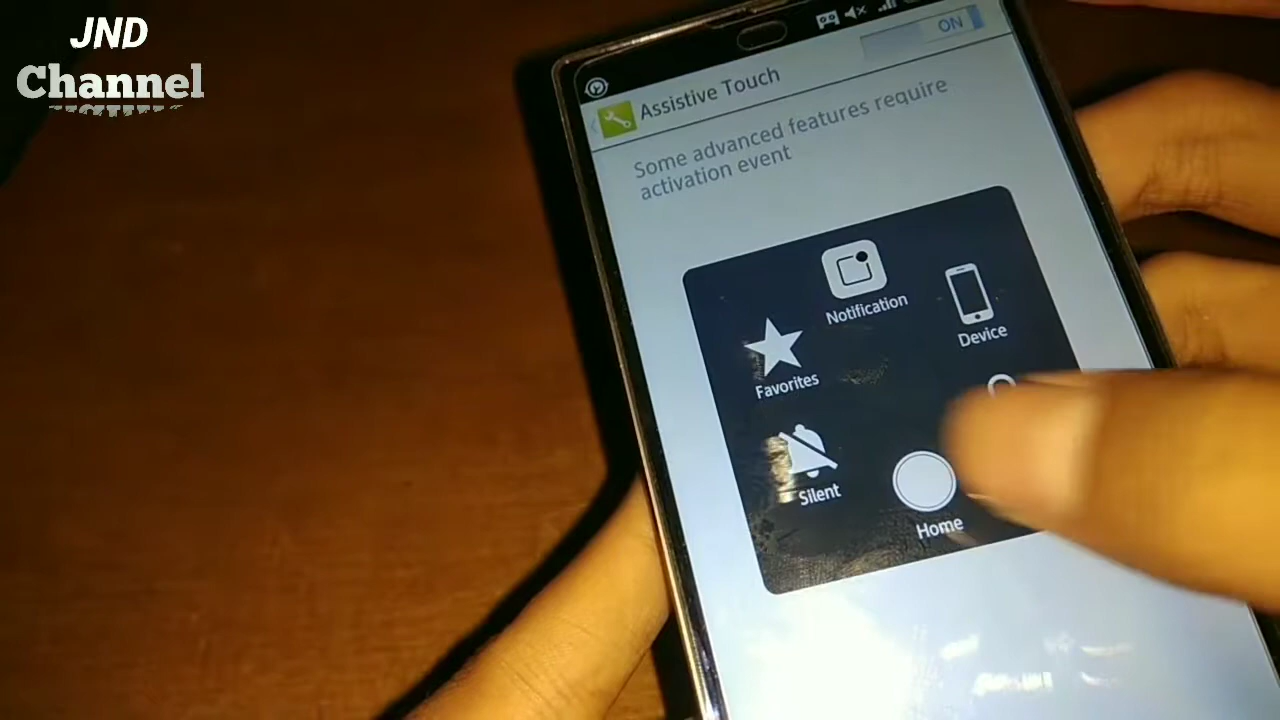 JND
Channel
ON
Assistive Touch
Some advanced features require
activation event
Notification
Device
Favorites
Silent
Home